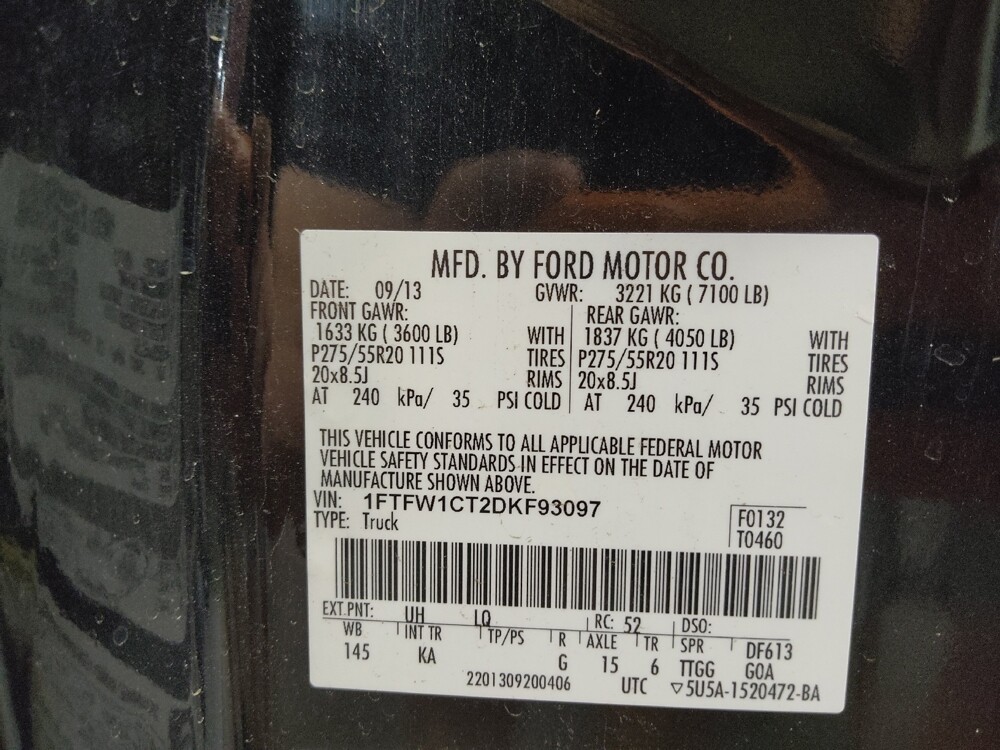 MFD. BY FORD MOTOR CO.
DATE: 09/13 GVWR: 3221 KG ( 7100 LB)
FRONT GAWR: REAR GAWR:
1633 KG ( 3600 LB) WITH 1837 KG ( 4050 LB) WITH
P275/55R20 111S TIRES P275/55R20 111S TIRES
20x8.5J RIMS 20x8.5J RIMS
AT 240 kPa/ 35 PSI COLD AT 240 kPa/ 35 PSI COLD
THIS VEHICLE CONFORMS TO ALL APPLICABLE FEDERAL MOTOR
VEHICLE SAFETY STANDARDS IN EFFECT ON THE DATE OF
MANUFACTURE SHOWN ABOVE.
VIN: 1FTFW1CT2DKF93097
TYPE: Truck
F0132
T0460
EXT.PNT: UH LQ RC: 52 DSO:
WB INT TR TP/PS R AXLE TR SPR DF613
145 KA G 15 6 TTGG GOA
2201309200406 UTC ▽5U5A-1520472-BA